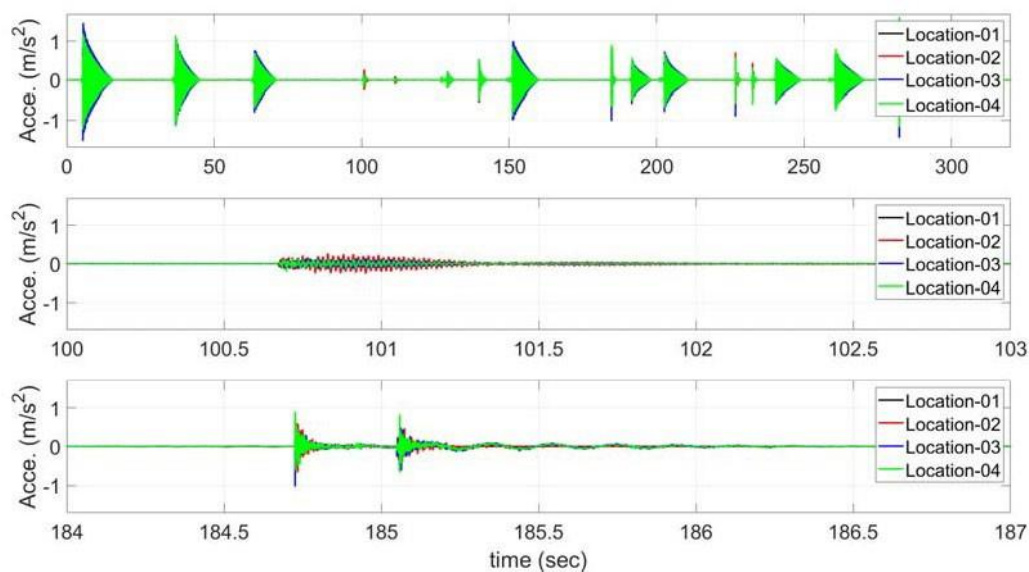 Acce. (m/s²)
1
0
-1
Location-01
Location-02
Location-03
Location-04
0 50 100 150 200 250 300
Acce. (m/s²)
1
0
-1
Location-01
Location-02
Location-03
Location-04
100 100.5 101 101.5 102 102.5 103
Acce. (m/s²)
1
0
-1
Location-01
Location-02
Location-03
Location-04
184 184.5 185 185.5 186 186.5 187
time (sec)